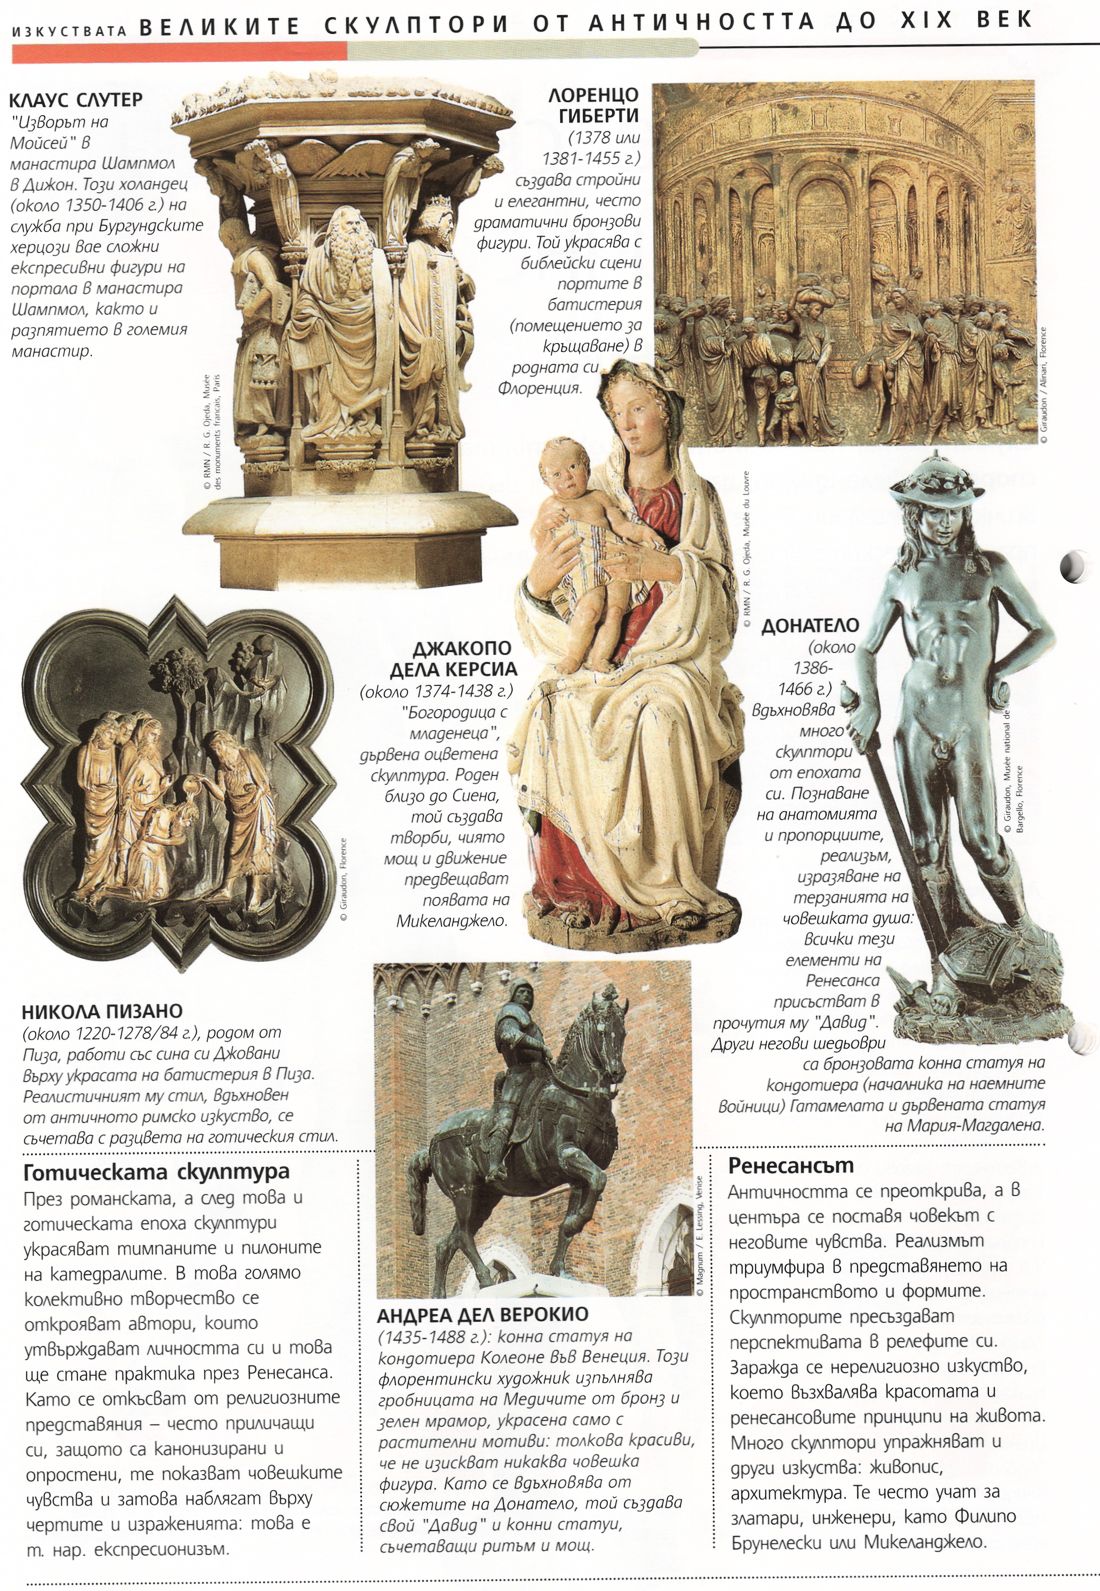 ИЗКУСТВАТА ВЕЛИКИТЕ СКУЛПТОРИ ОТ АНТИЧНОСТТА ДО XIX ВЕК
КЛАУС СЛУТЕР
"Изворът на
Мойсей" в
манастира Шампмол
в Дижон. Този холандец
(около 1350-1406 г.) на
служба при Бургундските
херцози вае сложни
експресивни фигури на
портала в манастира
Шампмол, както и
разпятието в големия
манастир.
© RMN / R. G. Ojeda, Musée
des monuments francais, Paris
ЛОРЕНЦО
ГИБЕРТИ
(1378 или
1381-1455 г.)
създава стройни
и елегантни, често
драматични бронзови
фигури. Той украсява с
библейски сцени
портите в
батистерия
(помещението за
кръщаване) в
родната си
Флоренция.
© Giraudon / Alinari, Florence
© RMN / R. G. Ojeda, Musée du Louvre
ДЖАКОПО
ДЕЛА КЕРСИА
(около 1374-1438 г.)
"Богородица с
младенеца",
дървена оцветена
скулптура. Роден
близо до Сиена,
той създава
творби, чиято
мощ и движение
предвещават
появата на
Микеланджело.
ДОНАТЕЛО
(около
1386-
1466 г.)
вдъхновява
много
скулптори
от епохата
си. Познаване
на анатомията
и пропорциите,
реализъм,
изразяване на
терзанията на
човешката душа:
всички тези
елементи на
Ренесанса
присъстват в
прочутия му "Давид".
Други негови шедьоври
са бронзовата конна статуя на
кондотиера (началника на наемните
войници) Гатамелата и дървената статуя
на Мария-Магдалена.
© Giraudon, Musée national de
Bargello, Florence
© Giraudon, Florence
НИКОЛА ПИЗАНО
(около 1220-1278/84 г.), родом от
Пиза, работи със сина си Джовани
върху украсата на батистерия в Пиза.
Реалистичният му стил, вдъхновен
от античното римско изкуство, се
съчетава с разцвета на готическия стил.
Готическата скулптура
През романската, а след това и
готическата епоха скулптури
украсяват тимпаните и пилоните
на катедралите. В това голямо
колективно творчество се
открояват автори, които
утвърждават личността си и това
ще стане практика през Ренесанса.
Като се откъсват от религиозните
представяния – често приличащи
си, защото са канонизирани и
опростени, те показват човешките
чувства и затова наблягат върху
чертите и израженията: това е
т. нар. експресионизъм.
© Magnum / E. Lessing, Venise
АНДРЕА ДЕЛ ВЕРОКИО
(1435-1488 г.): конна статуя на
кондотиера Колеоне във Венеция. Този
флорентински художник изпълнява
гробницата на Медичите от бронз и
зелен мрамор, украсена само с
растителни мотиви: толкова красиви,
че не изискват никаква човешка
фигура. Като се вдъхновява от
сюжетите на Донатело, той създава
свой "Давид" и конни статуи,
съчетаващи ритъм и мощ.
Ренесансът
Античността се преоткрива, а в
центъра се поставя човекът с
неговите чувства. Реализмът
триумфира в представянето на
пространството и формите.
Скулпторите пресъздават
перспективата в релефите си.
Заражда се нерелигиозно изкуство,
което възхвалява красотата и
ренесансовите принципи на живота.
Много скулптори упражняват и
други изкуства: живопис,
архитектура. Те често учат за
златари, инженери, като Филипо
Брунелески или Микеланджело.